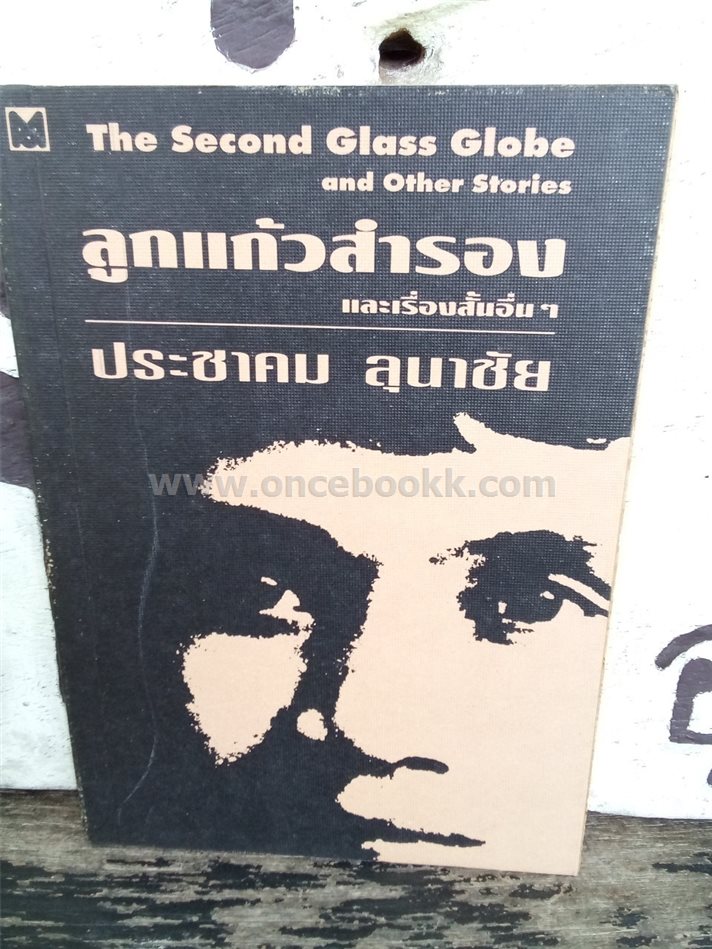 The Second Glass Globe
and Other Stories
ลูกแก้วสำรอง
และเรื่องสั้นอื่น ๆ
ประชาคม ลุนาชัย
www.oncebookk.com